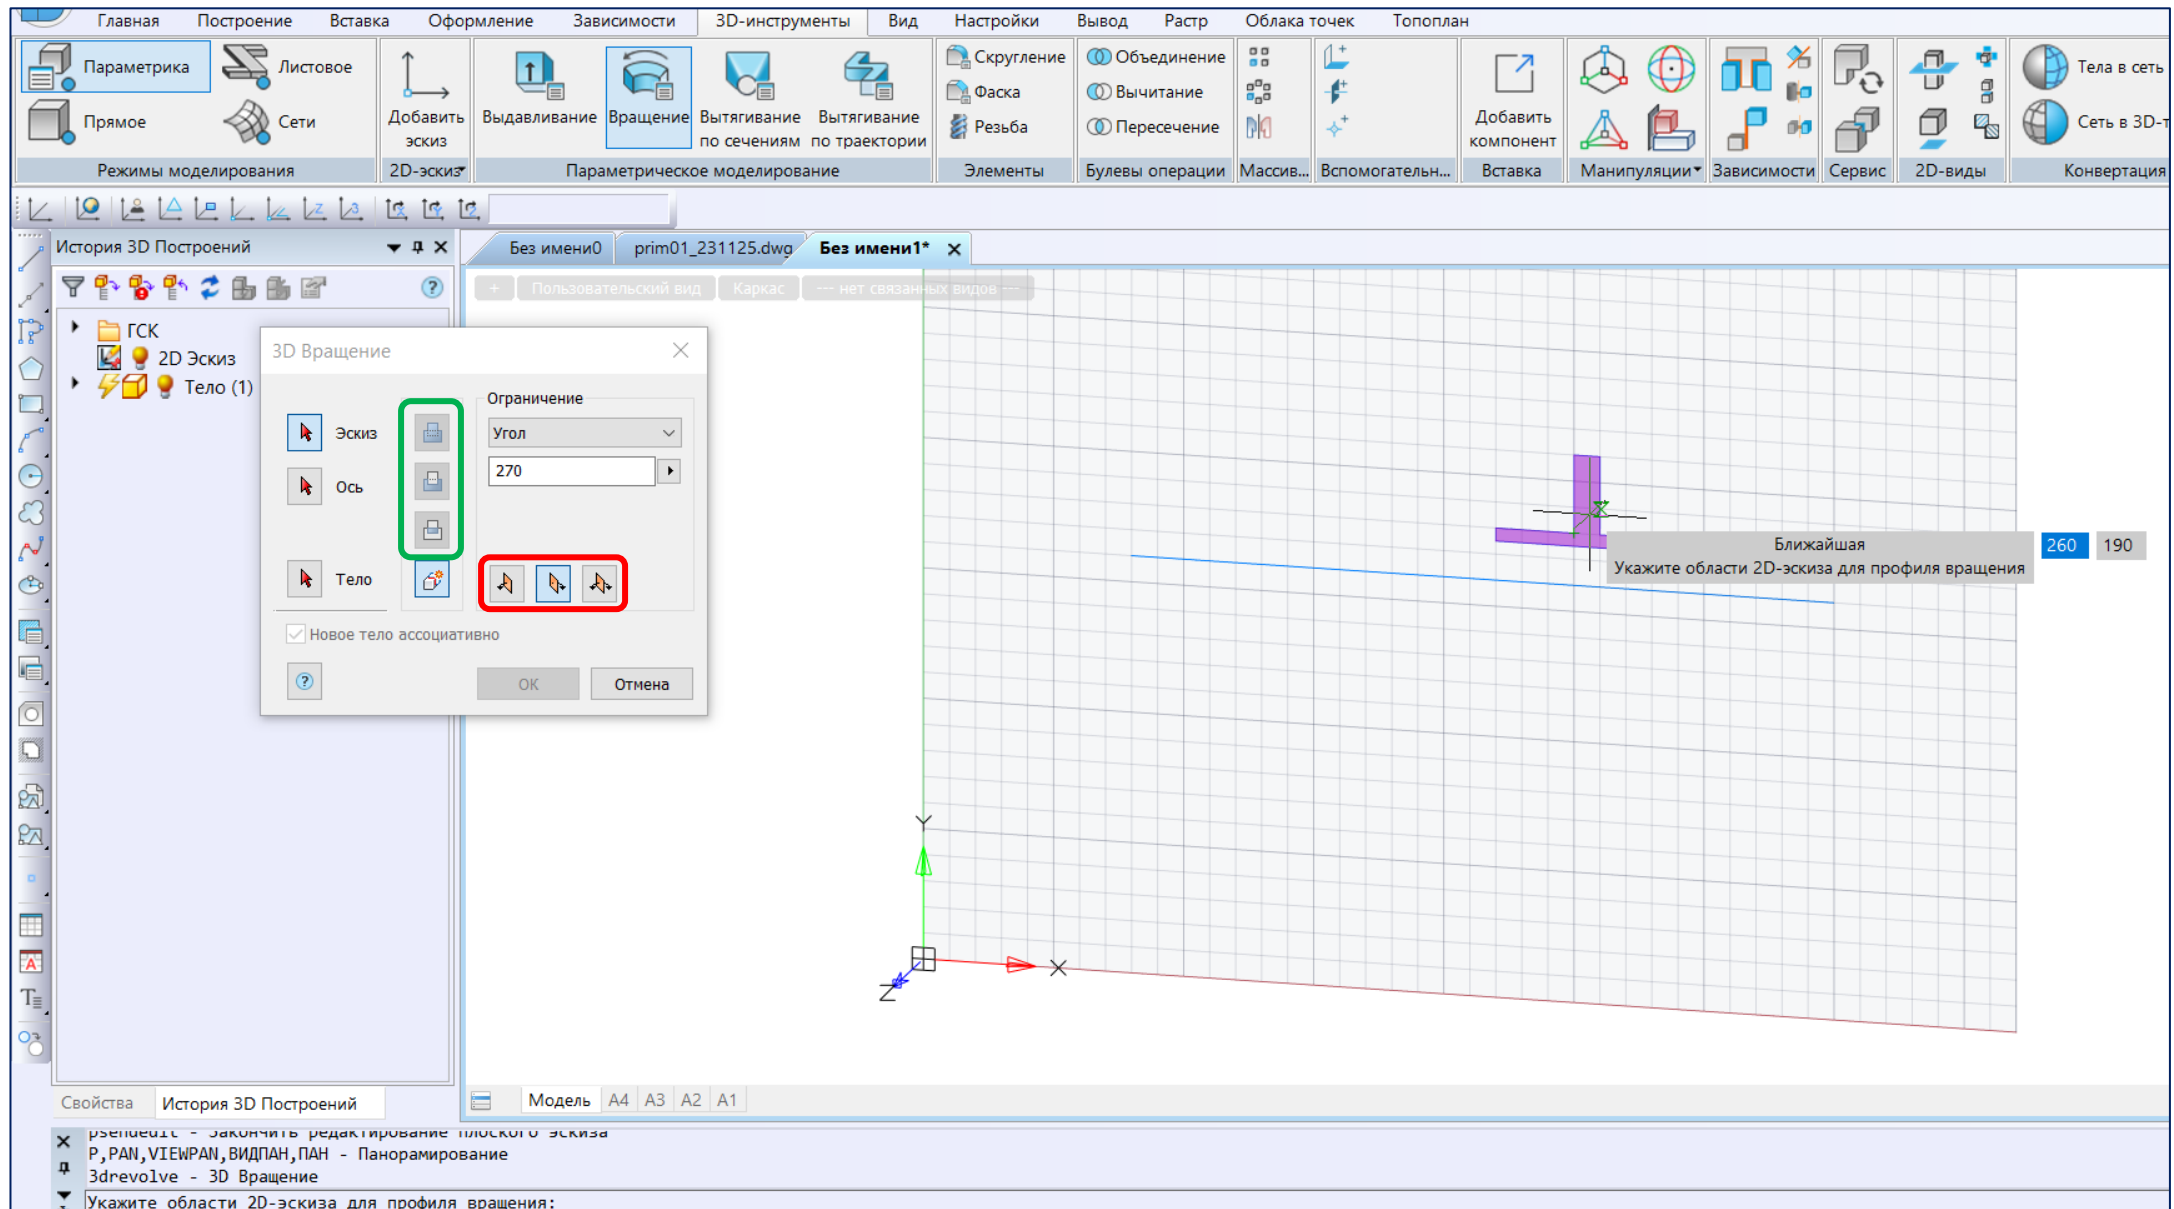 Главная Построение Вставка Оформление Зависимости 3D-инструменты Вид Настройки Вывод Растр Облака точек Топоплан
Параметрика Листовое
Прямое Сети
Режимы моделирования
Добавить
эскиз
2D-эскиз
Выдавливание Вращение Вытягивание Вытягивание
по сечениям по траектории
Параметрическое моделирование
Скругление
Фаска
Резьба
Элементы
Объединение
Вычитание
Пересечение
Булевы операции
Массив...
Вспомогательн...
Добавить
компонент
Вставка
Манипуляции
Зависимости
Сервис
2D-виды
Тела в сеть
Сеть в 3D-т
Конвертация
История 3D Построений
Без имени0 prim01_231125.dwg Без имени1*
+ Пользовательский вид Каркас --- нет связанных видов ---
ГСК
2D Эскиз
Тело (1)
3D Вращение
Эскиз
Ось
Тело
Ограничение
Угол
270
Новое тело ассоциативно
ОК Отмена
Ближайшая
Укажите области 2D-эскиза для профиля вращения
260 190
Y
X
Z
Свойства История 3D Построений
Модель A4 A3 A2 A1
psendedit - Закончить редактирование плоского эскиза
P,PAN,VIEWPAN,ВИДПАН,ПАН - Панорамирование
3drevolve - 3D Вращение
Укажите области 2D-эскиза для профиля вращения: